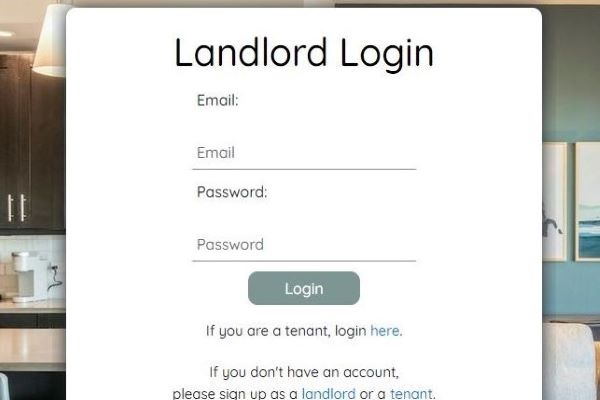 Landlord Login
Email:
Email
Password:
Password
Login
If you are a tenant, login here.
If you don't have an account,
please sign up as a landlord or a tenant.